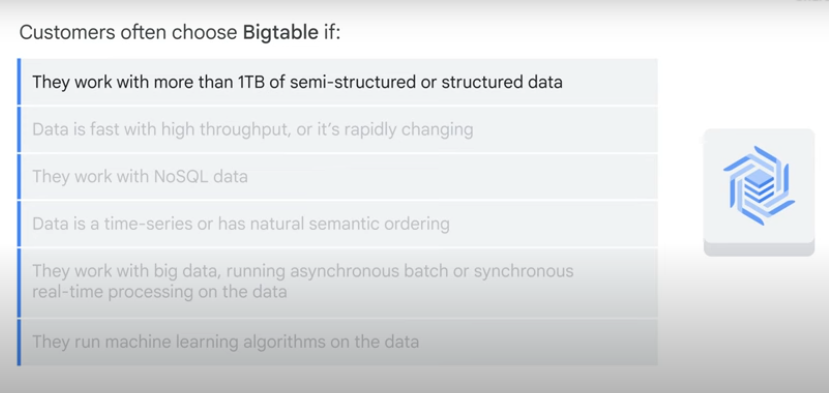 Customers often choose Bigtable if:
They work with more than 1TB of semi-structured or structured data
Data is fast with high throughput, or it's rapidly changing
They work with NoSQL data
Data is a time-series or has natural semantic ordering
They work with big data, running asynchronous batch or synchronous
real-time processing on the data
They run machine learning algorithms on the data